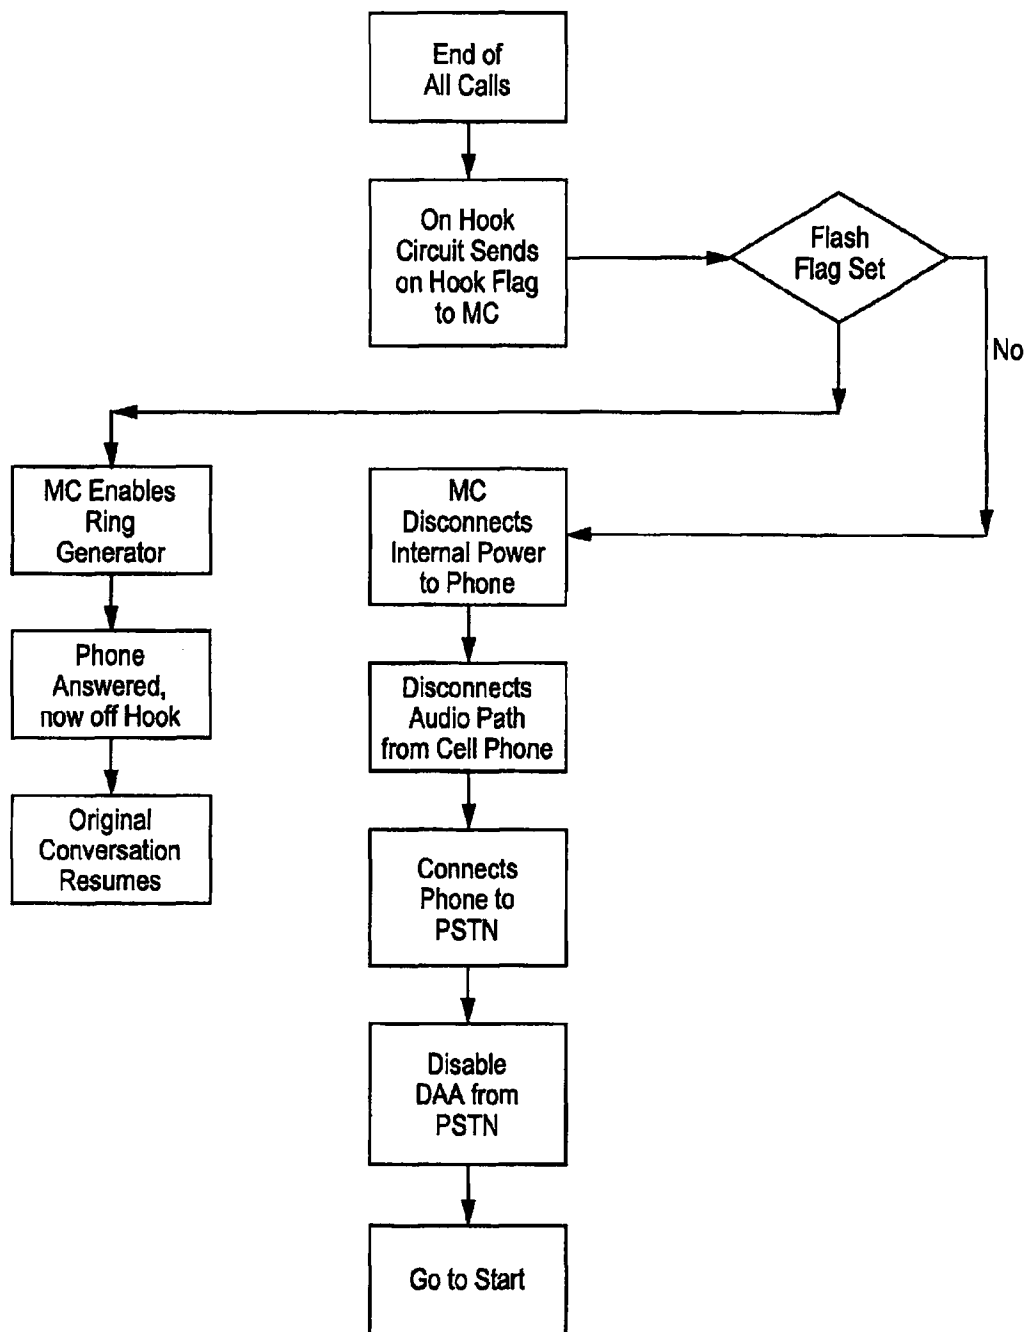 End of
All Calls
On Hook
Circuit Sends
on Hook Flag
to MC
Flash
Flag Set
No
MC Enables
Ring
Generator
Phone
Answered,
now off Hook
Original
Conversation
Resumes
MC
Disconnects
Internal Power
to Phone
Disconnects
Audio Path
from Cell Phone
Connects
Phone to
PSTN
Disable
DAA from
PSTN
Go to Start